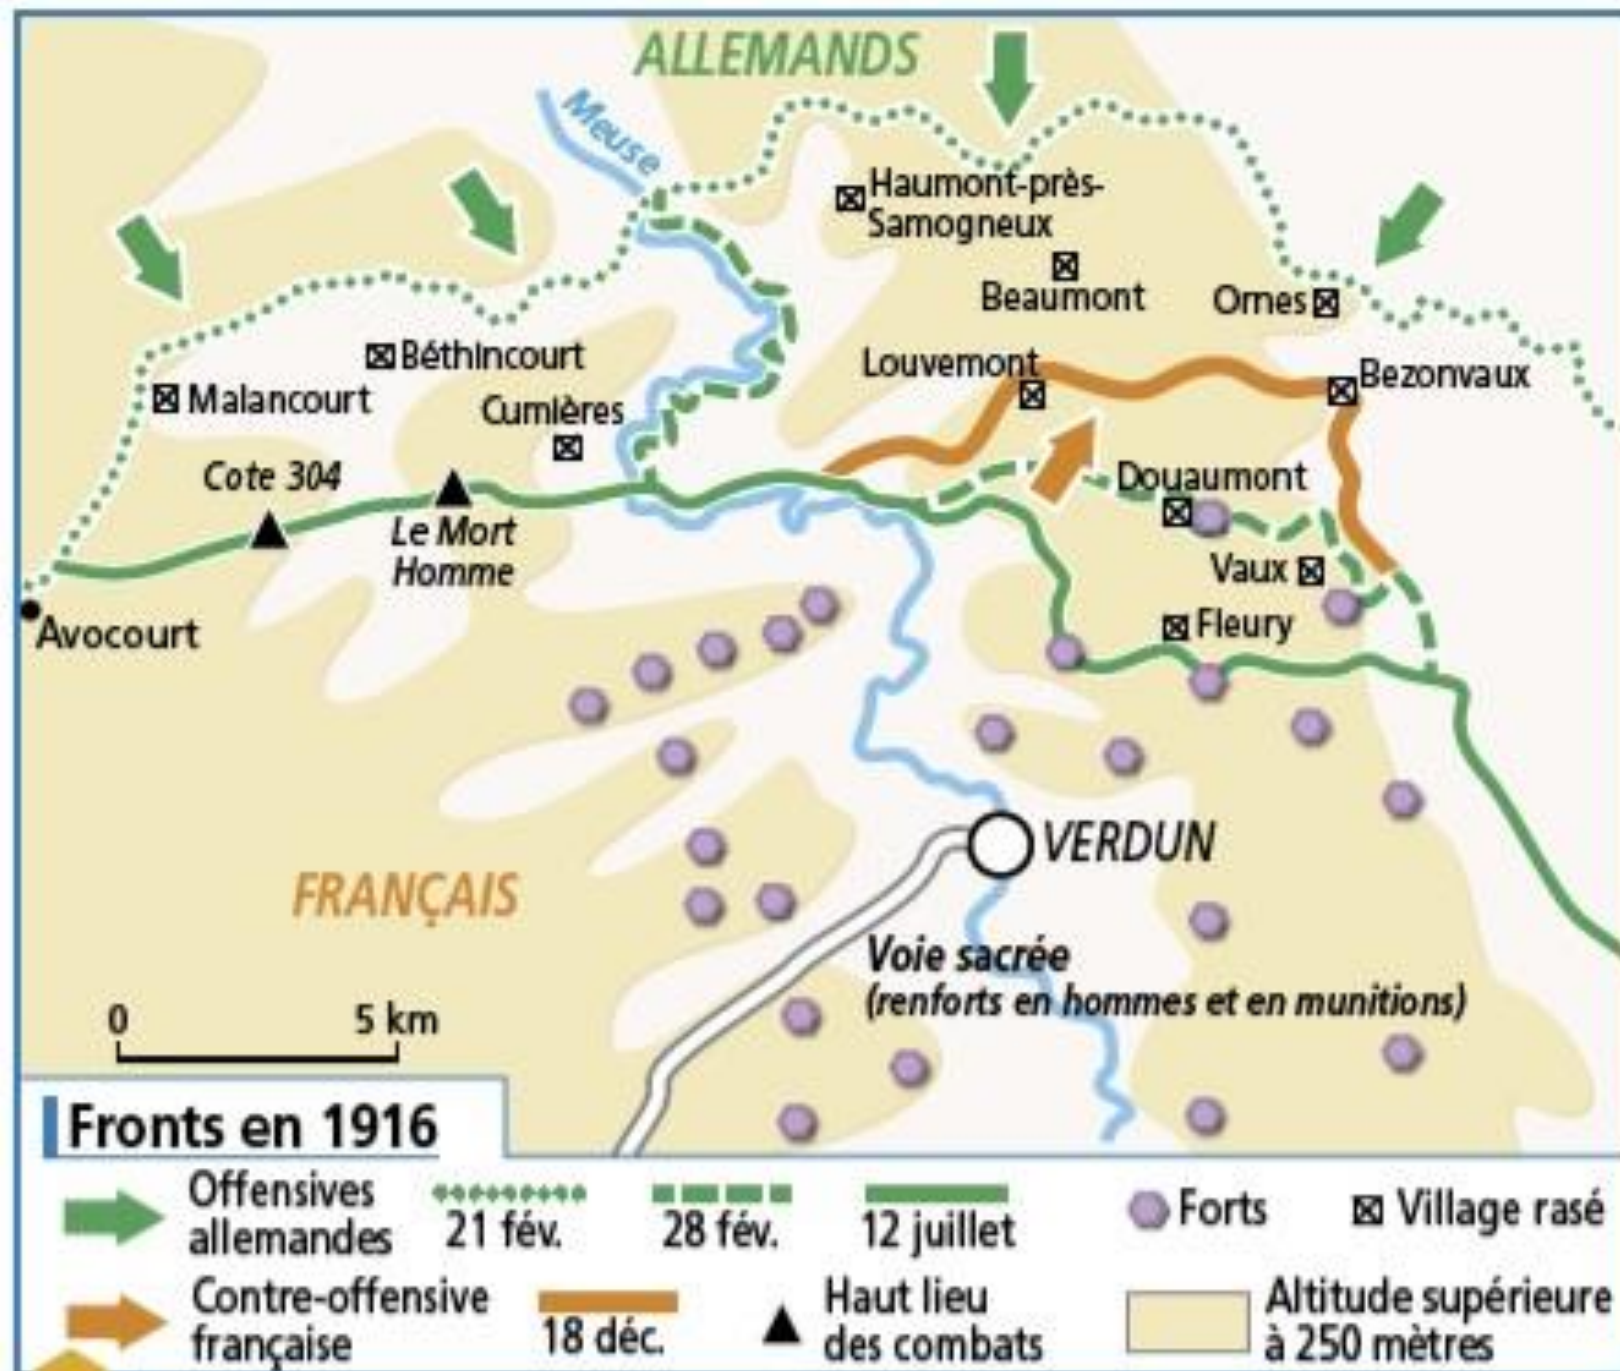 ALLEMANDS
Meuse
Haumont-près-
Samogneux
Beaumont
Ornes
Béthincourt
Louvemont
Bezonvaux
Malancourt
Cumières
Cote 304
Douaumont
Le Mort
Homme
Vaux
Avocourt
Fleury
VERDUN
FRANÇAIS
Voie sacrée
(renforts en hommes et en munitions)
0 5 km
Fronts en 1916
Offensives
allemandes
21 fév.
28 fév.
12 juillet
Forts
Village rasé
Contre-offensive
française
18 déc.
Haut lieu
des combats
Altitude supérieure
à 250 mètres